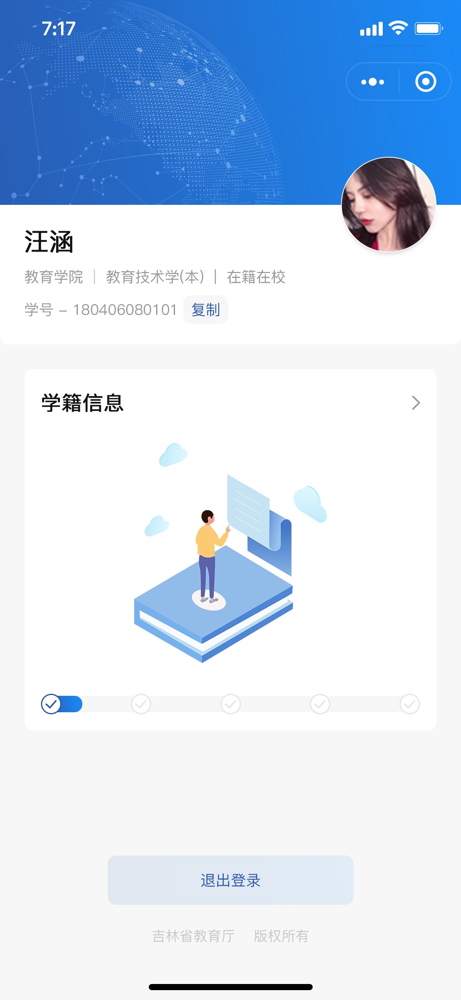 7:17
汪涵
教育学院 | 教育技术学(本) | 在籍在校
学号 – 180406080101 复制
学籍信息
退出登录
吉林省教育厅 版权所有